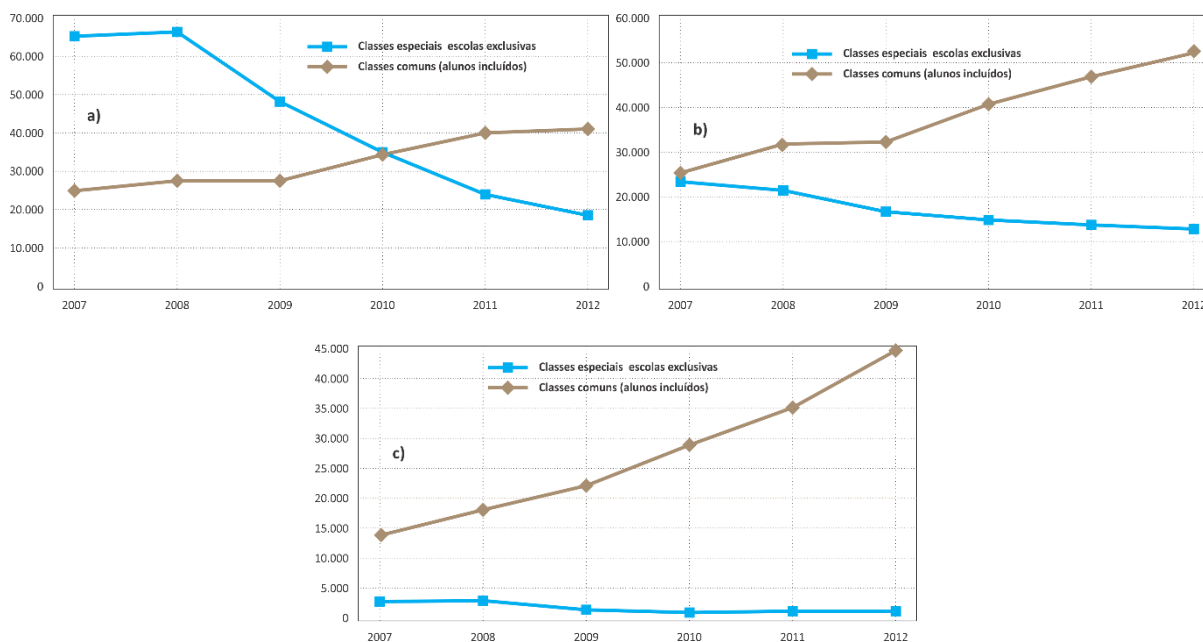 70.000
60.000
50.000
40.000
30.000
20.000
10.000
0
Classes especiais escolas exclusivas
Classes comuns (alunos incluídos)
a)
2007 2008 2009 2010 2011 2012
60.000
50.000
40.000
30.000
20.000
10.000
0
Classes especiais escolas exclusivas
Classes comuns (alunos incluídos)
b)
2007 2008 2009 2010 2011 2012
45.000
40.000
35.000
30.000
25.000
20.000
15.000
10.000
5.000
0
Classes especiais escolas exclusivas
Classes comuns (alunos incluídos)
c)
2007 2008 2009 2010 2011 2012